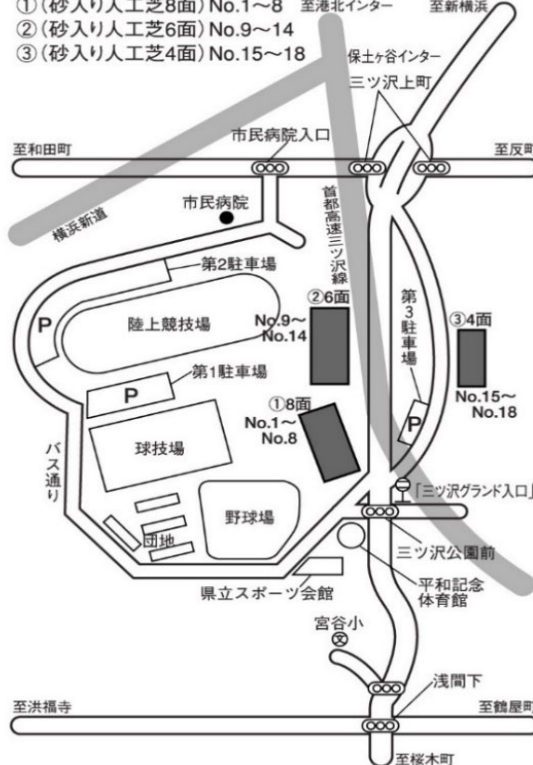 ①(砂入り人工芝8面)No.1〜8
至港北インター
至新横浜
②(砂入り人工芝6面)No.9〜14
③(砂入り人工芝4面)No.15〜18
保土ヶ谷インター
三ツ沢上町
市民病院入口
至和田町
至反町
横浜新道
市民病院
首都高速三ツ沢線
第2駐車場
P
陸上競技場
②6面
No.9〜
No.14
第3駐車場
③4面
No.15〜
No.18
第1駐車場
P
①8面
No.1〜
No.8
P
球技場
バス通り
「三ツ沢グランド入口」
野球場
団地
三ツ沢公園前
県立スポーツ会館
平和記念
体育館
宮谷小
文
浅間下
至洪福寺
至鶴屋町
至桜木町